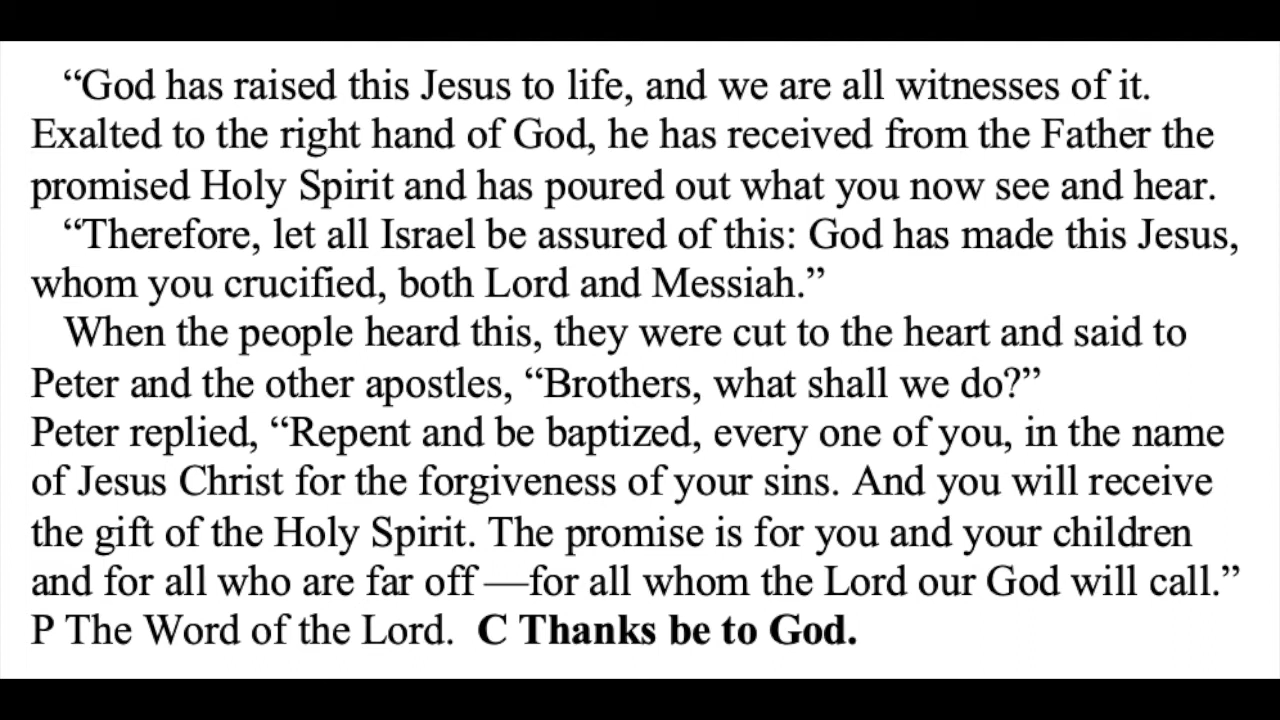 “God has raised this Jesus to life, and we are all witnesses of it.
Exalted to the right hand of God, he has received from the Father the
promised Holy Spirit and has poured out what you now see and hear.
“Therefore, let all Israel be assured of this: God has made this Jesus,
whom you crucified, both Lord and Messiah.”
When the people heard this, they were cut to the heart and said to
Peter and the other apostles, “Brothers, what shall we do?”
Peter replied, “Repent and be baptized, every one of you, in the name
of Jesus Christ for the forgiveness of your sins. And you will receive
the gift of the Holy Spirit. The promise is for you and your children
and for all who are far off —for all whom the Lord our God will call.”
P The Word of the Lord.  C Thanks be to God.